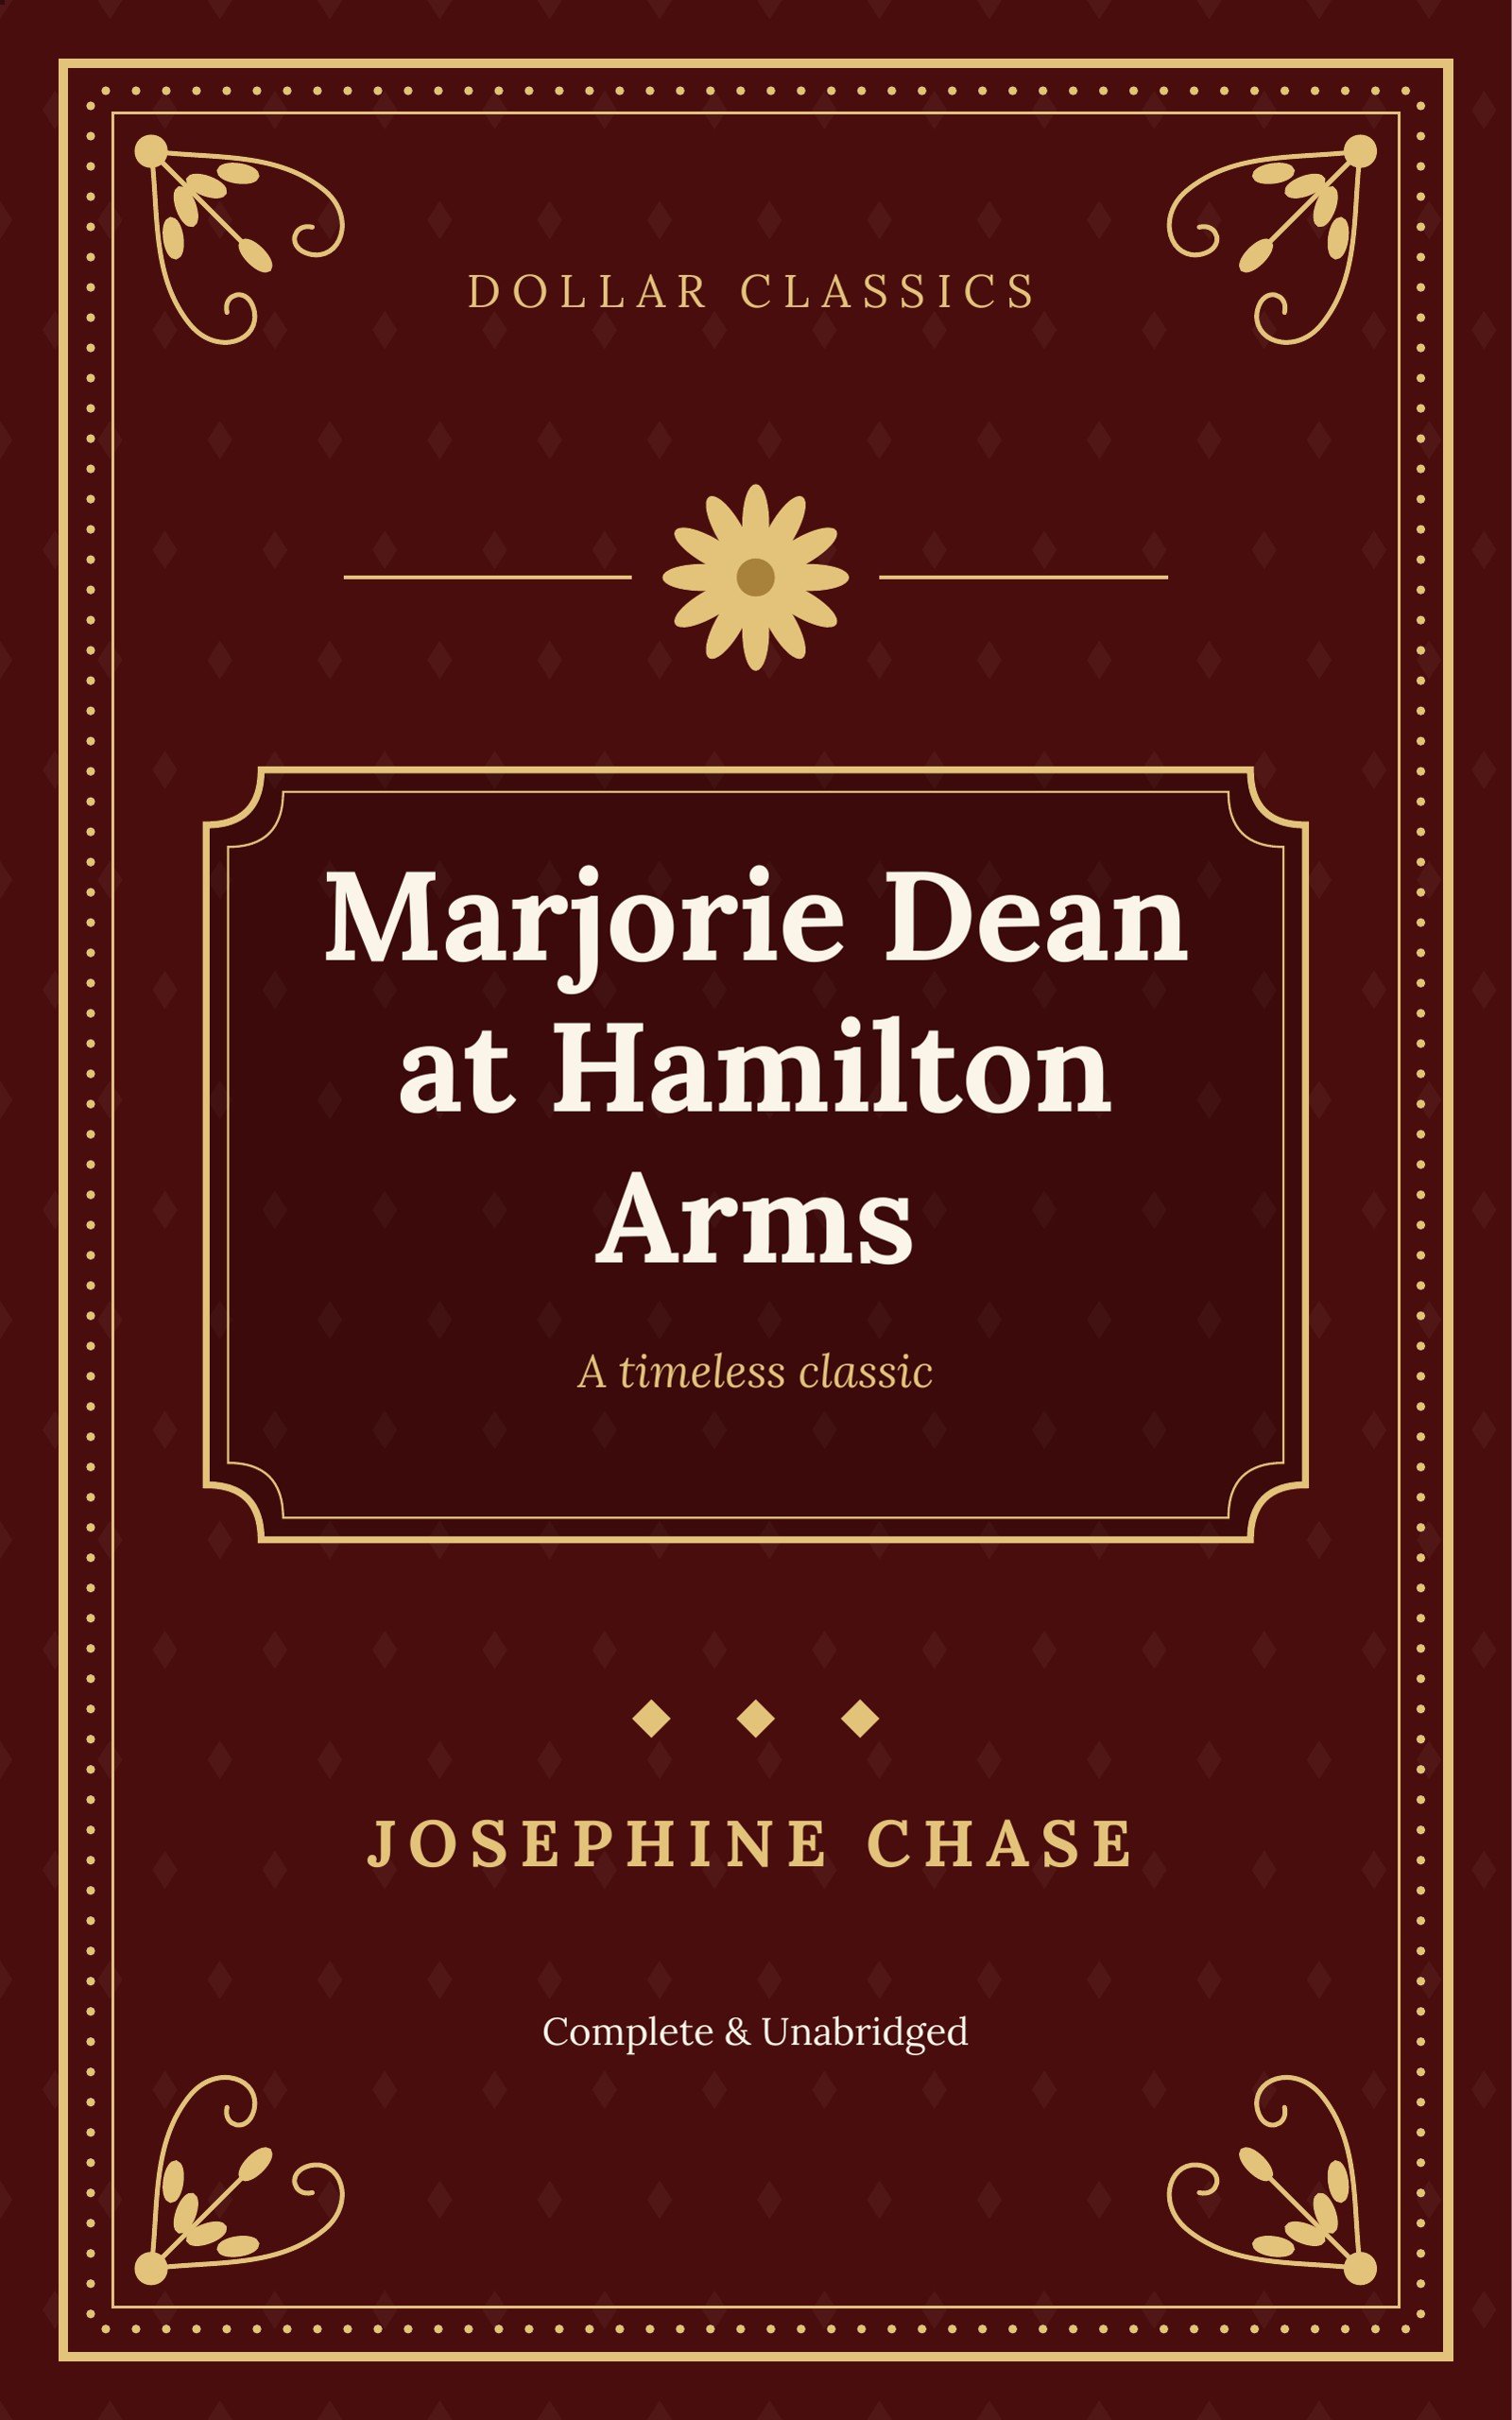 DOLLAR CLASSICS
Marjorie Dean
at Hamilton
Arms
A timeless classic
JOSEPHINE CHASE
Complete & Unabridged